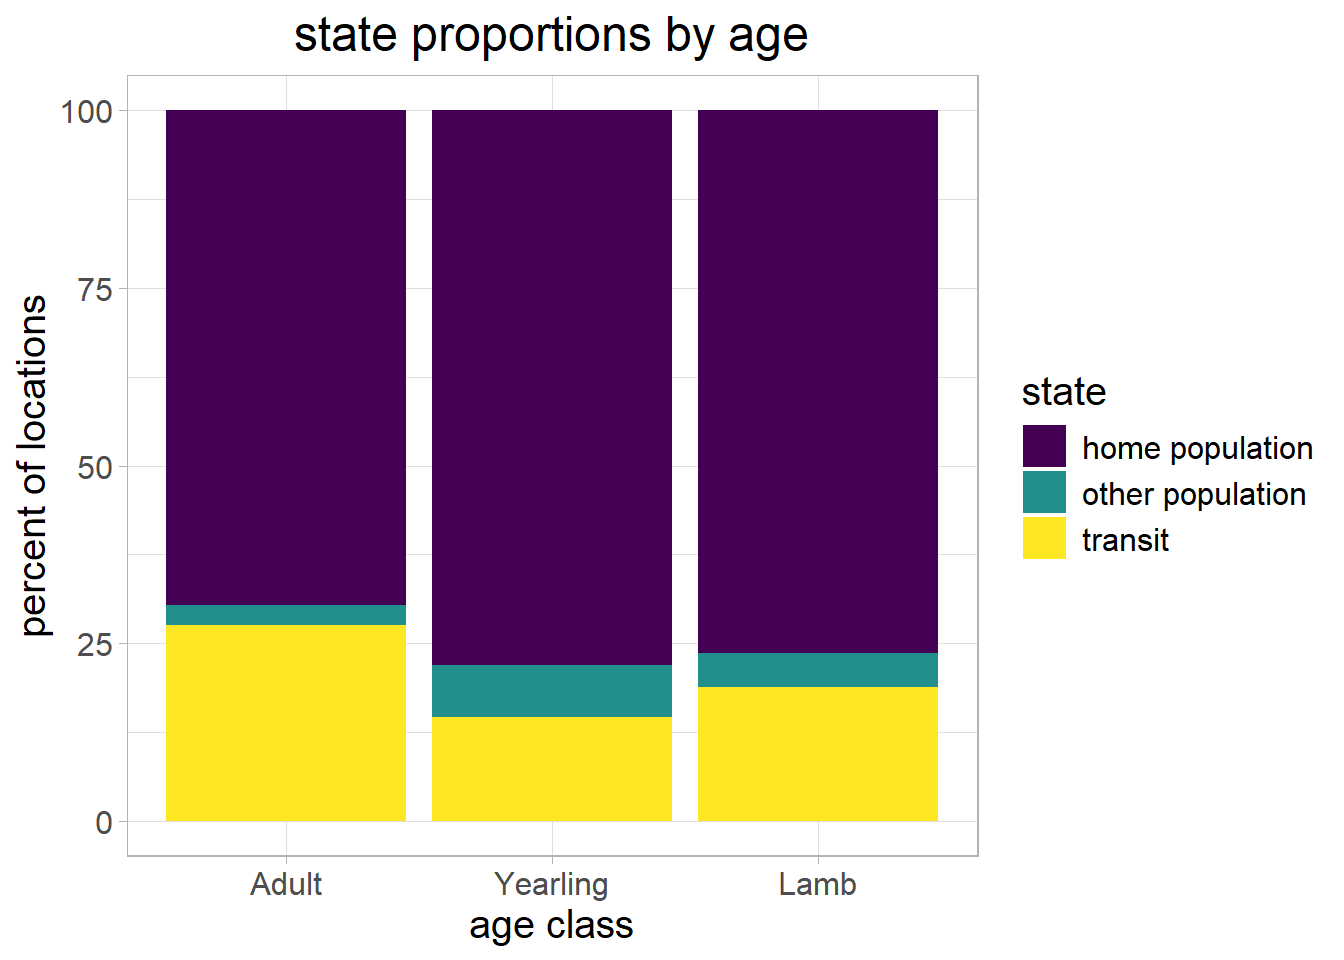 state proportions by age
100
75
50
25
0
percent of locations
Adult
Yearling
Lamb
age class
state
home population
other population
transit